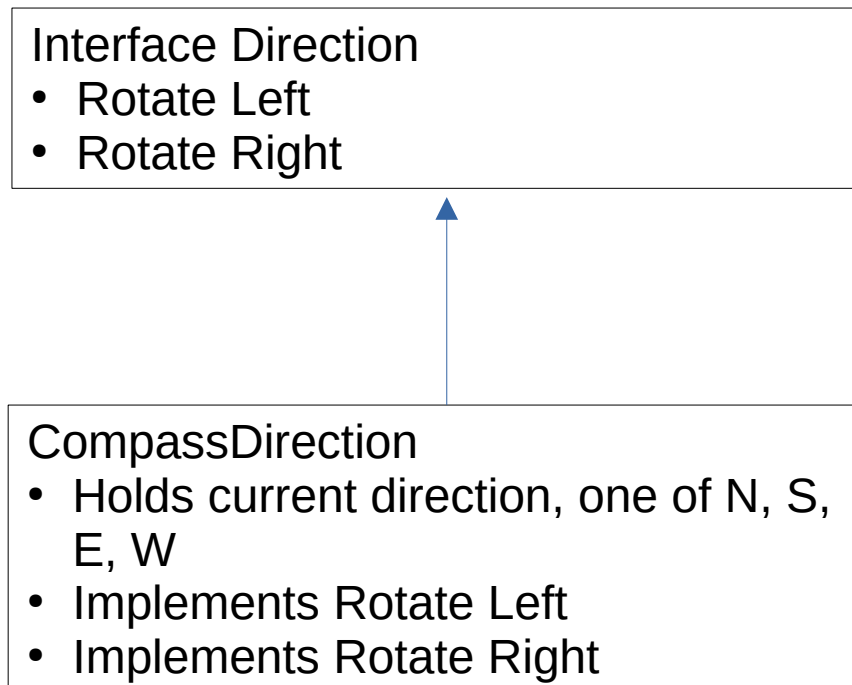 Interface Direction
• Rotate Left
• Rotate Right
CompassDirection
• Holds current direction, one of N, S,
E, W
• Implements Rotate Left
• Implements Rotate Right